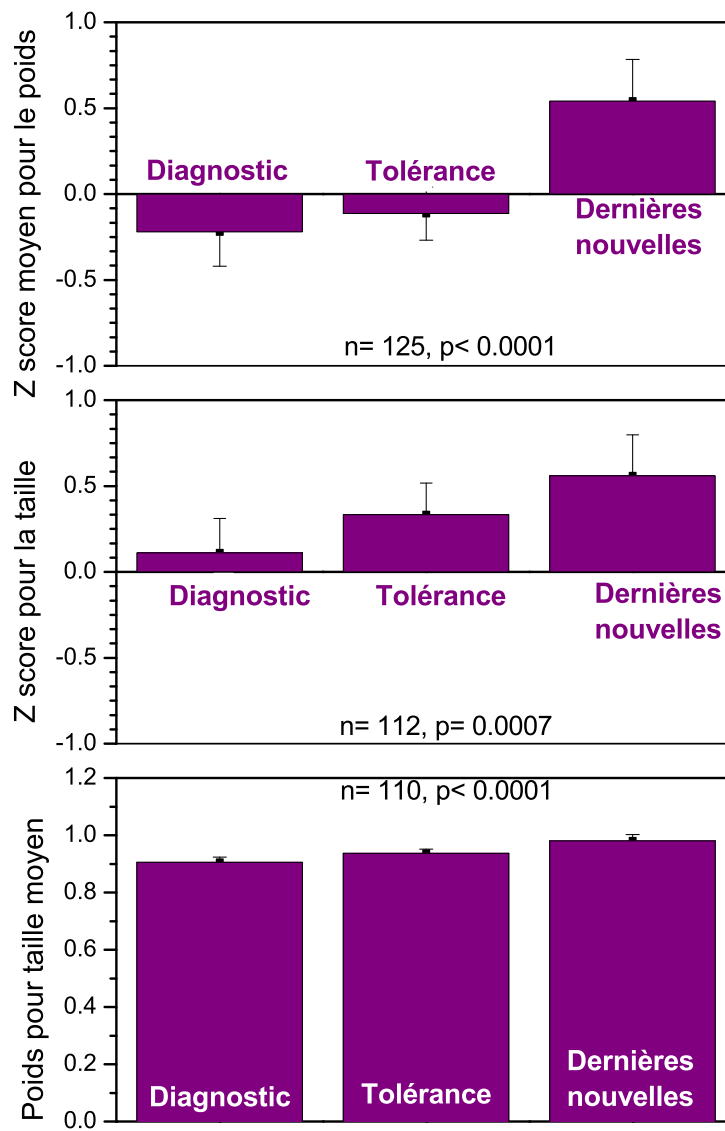 Z score moyen pour le poids
1.0
0.5
0.0
-0.5
-1.0
Diagnostic
Tolérance
Dernières
nouvelles
n= 125, p< 0.0001
Z score pour la taille
1.0
0.5
0.0
-0.5
-1.0
Diagnostic
Tolérance
Dernières
nouvelles
n= 112, p= 0.0007
Poids pour taille moyen
1.2
1.0
0.8
0.6
0.4
0.2
0.0
n= 110, p< 0.0001
Diagnostic
Tolérance
Dernières
nouvelles